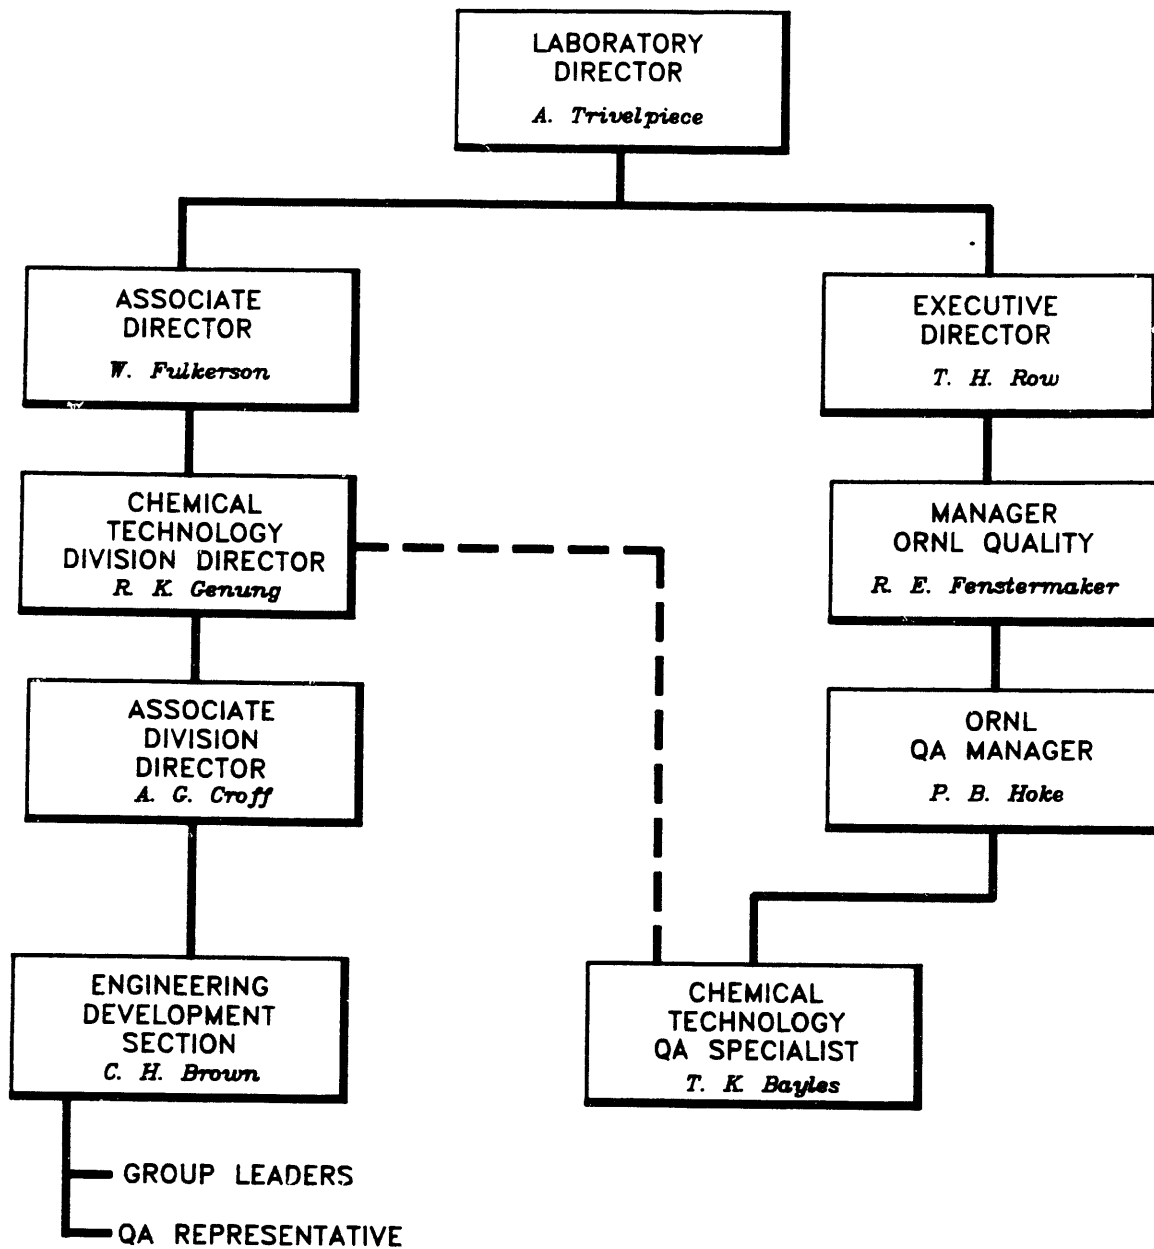 LABORATORY
DIRECTOR
A. Trivelpiece
ASSOCIATE
DIRECTOR
W. Fulkerson
EXECUTIVE
DIRECTOR
T. H. Row
CHEMICAL
TECHNOLOGY
DIVISION DIRECTOR
R. K. Genung
MANAGER
ORNL QUALITY
R. E. Fenstermaker
ASSOCIATE
DIVISION
DIRECTOR
A. G. Croff
ORNL
QA MANAGER
P. B. Hoke
ENGINEERING
DEVELOPMENT
SECTION
C. H. Brown
CHEMICAL
TECHNOLOGY
QA SPECIALIST
T. K. Bayles
GROUP LEADERS
QA REPRESENTATIVE